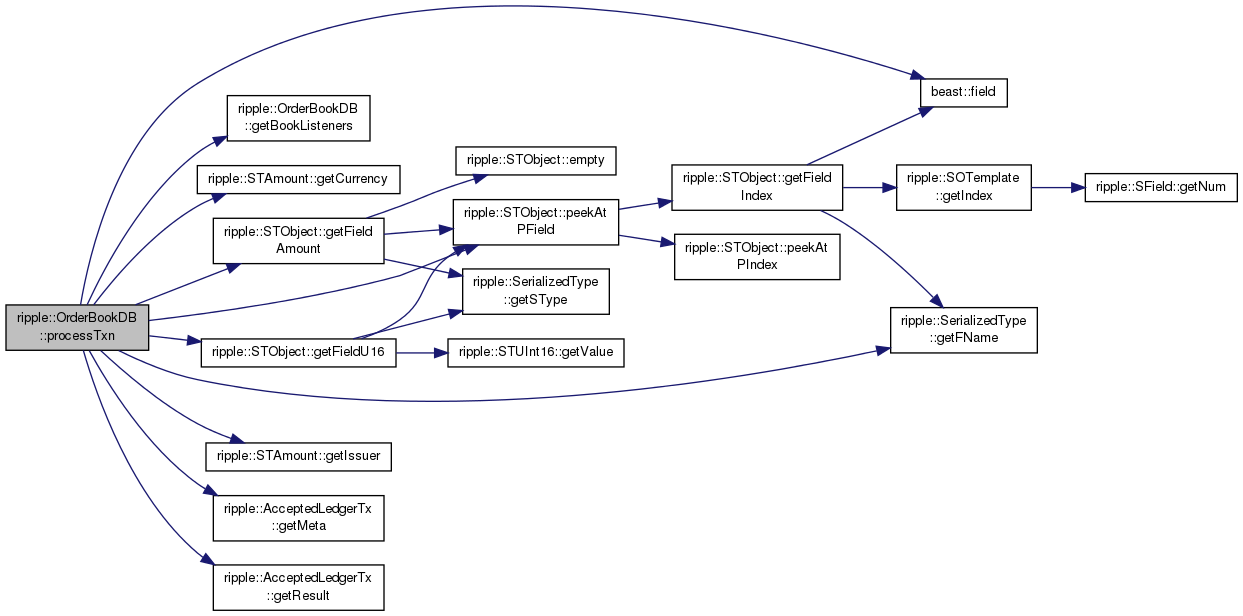 beast::field
ripple::OrderBookDB
::getBookListeners
ripple::STObject::empty
ripple::STAmount::getCurrency
ripple::STObject::getField
Index
ripple::SOTemplate
::getIndex
ripple::SField::getNum
ripple::STObject::peekAt
PField
ripple::STObject::getField
Amount
ripple::STObject::peekAt
PIndex
ripple::SerializedType
::getSType
ripple::OrderBookDB
::processTxn
ripple::SerializedType
::getFName
ripple::STObject::getFieldU16
ripple::STUInt16::getValue
ripple::STAmount::getIssuer
ripple::AcceptedLedgerTx
::getMeta
ripple::AcceptedLedgerTx
::getResult